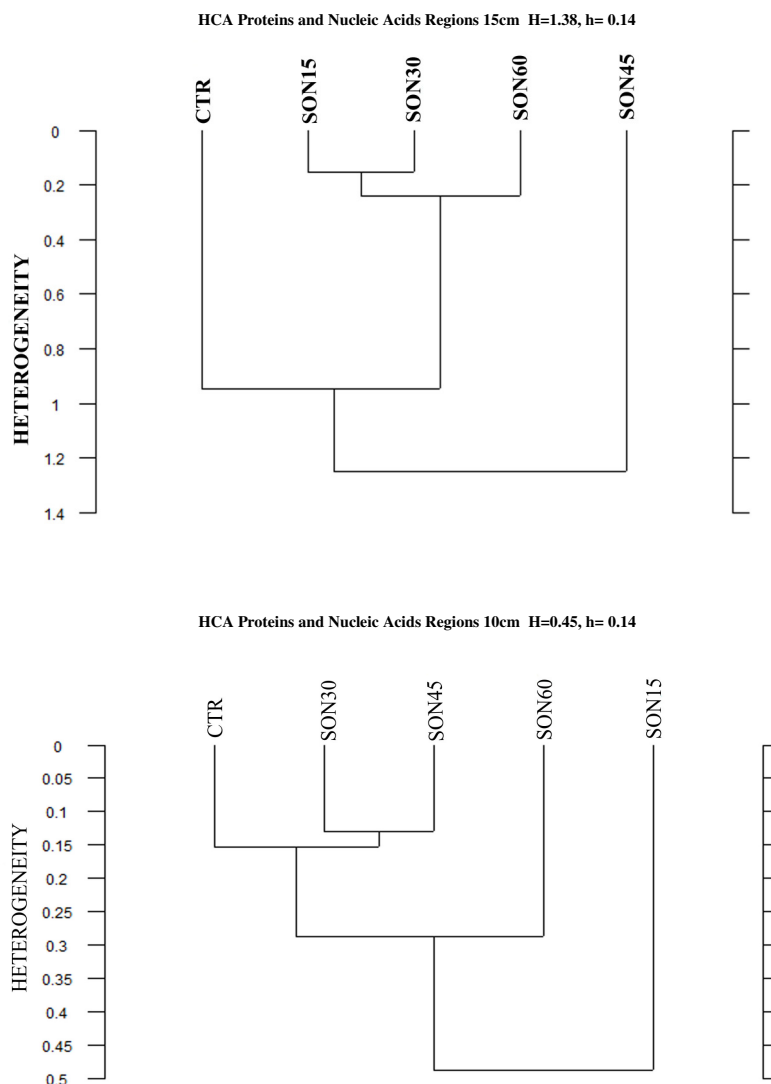 HCA Proteins and Nucleic Acids Regions 15cm H=1.38, h= 0.14
CTR
SON15
SON30
SON60
SON45
HETEROGENEITY
0
0.2
0.4
0.6
0.8
1
1.2
1.4
HCA Proteins and Nucleic Acids Regions 10cm H=0.45, h= 0.14
CTR
SON30
SON45
SON60
SON15
HETEROGENEITY
0
0.05
0.1
0.15
0.2
0.25
0.3
0.35
0.4
0.45
0.5